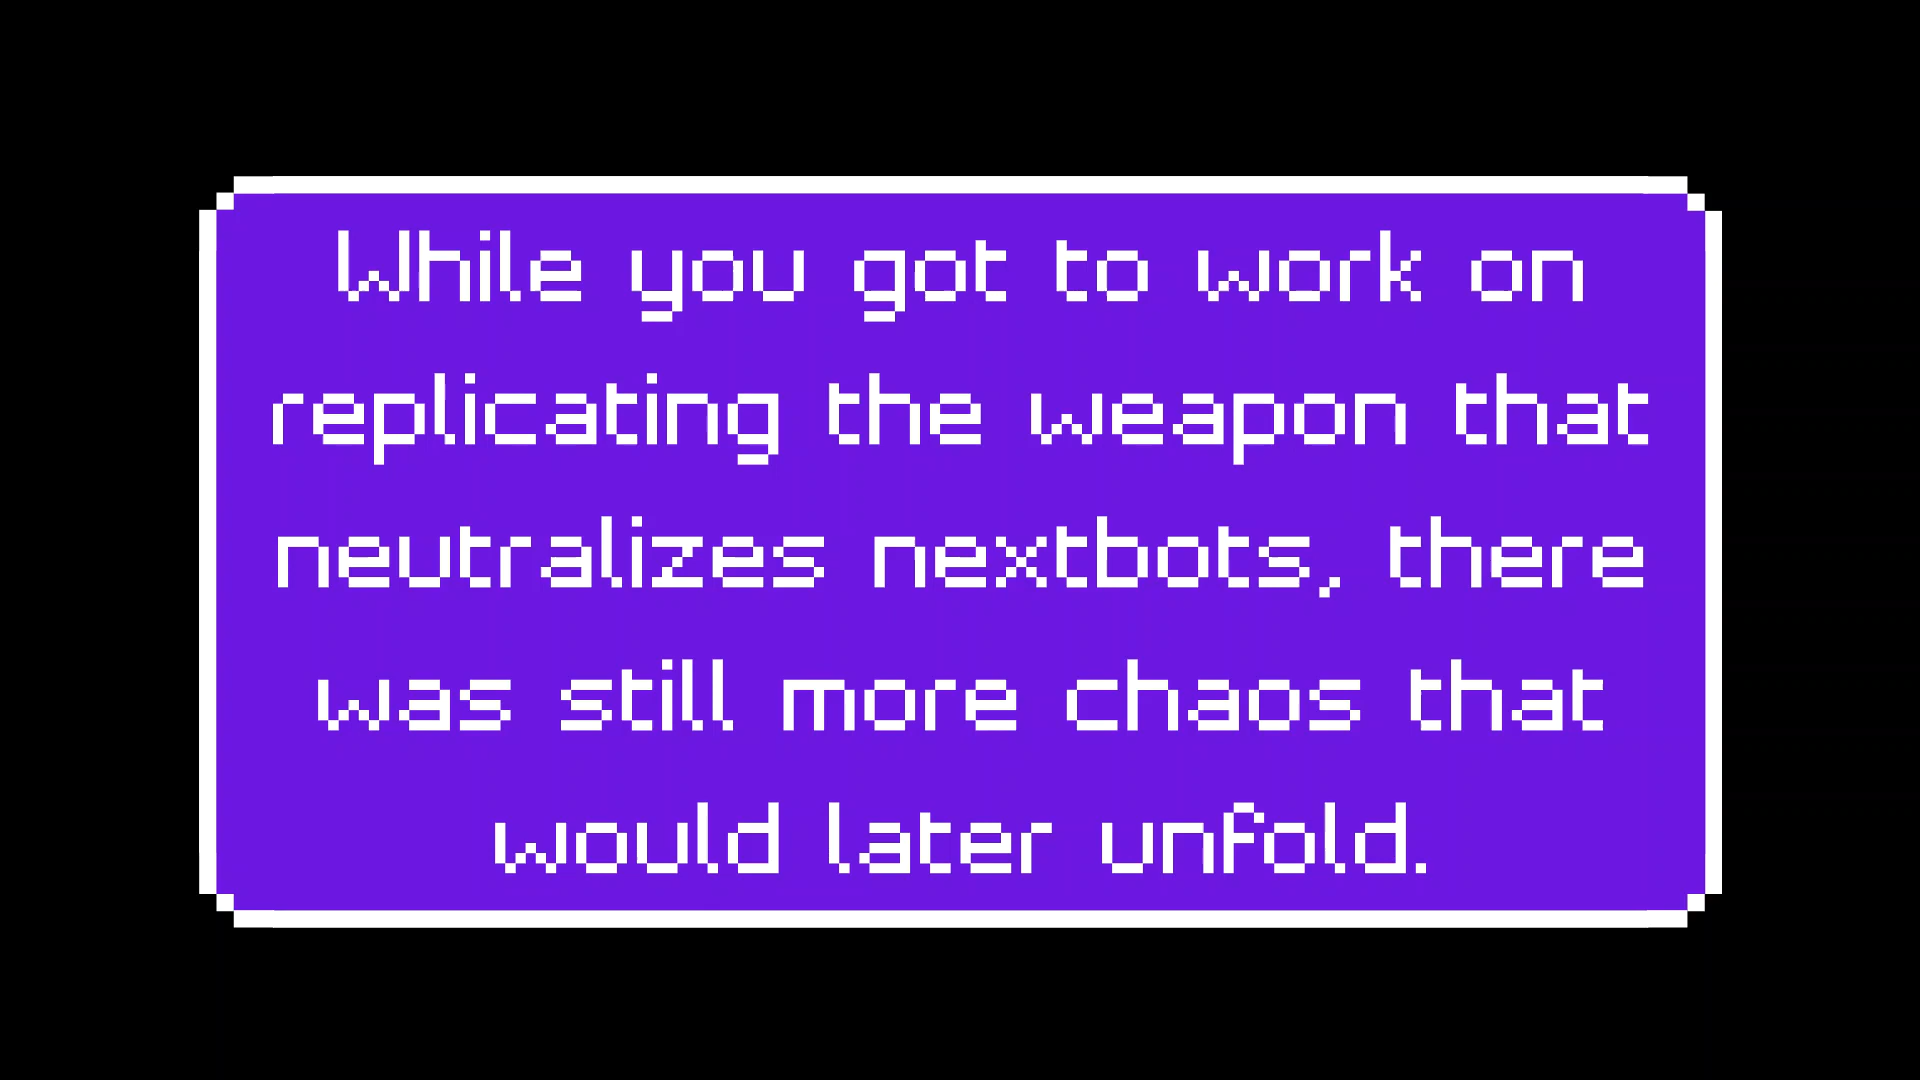 While you got to work on
replicating the weapon that
neutralizes nextbots, there
was still more chaos that
would later unfold.